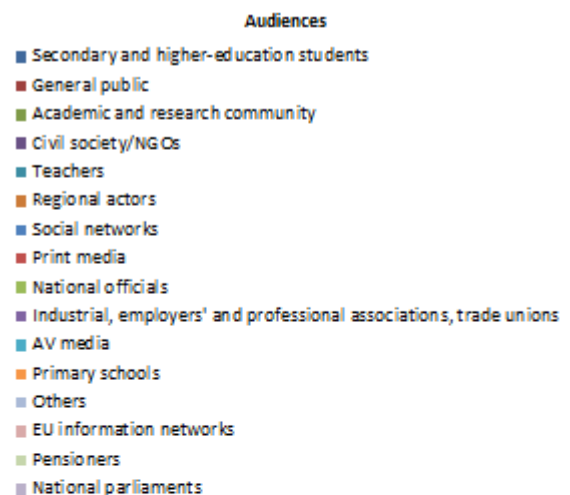 Audiences
Secondary and higher-education students
General public
Academic and research community
Civil society/NGOs
Teachers
Regional actors
Social networks
Print media
National officials
Industrial, employers' and professional associations, trade unions
AV media
Primary schools
Others
EU information networks
Pensioners
National parliaments